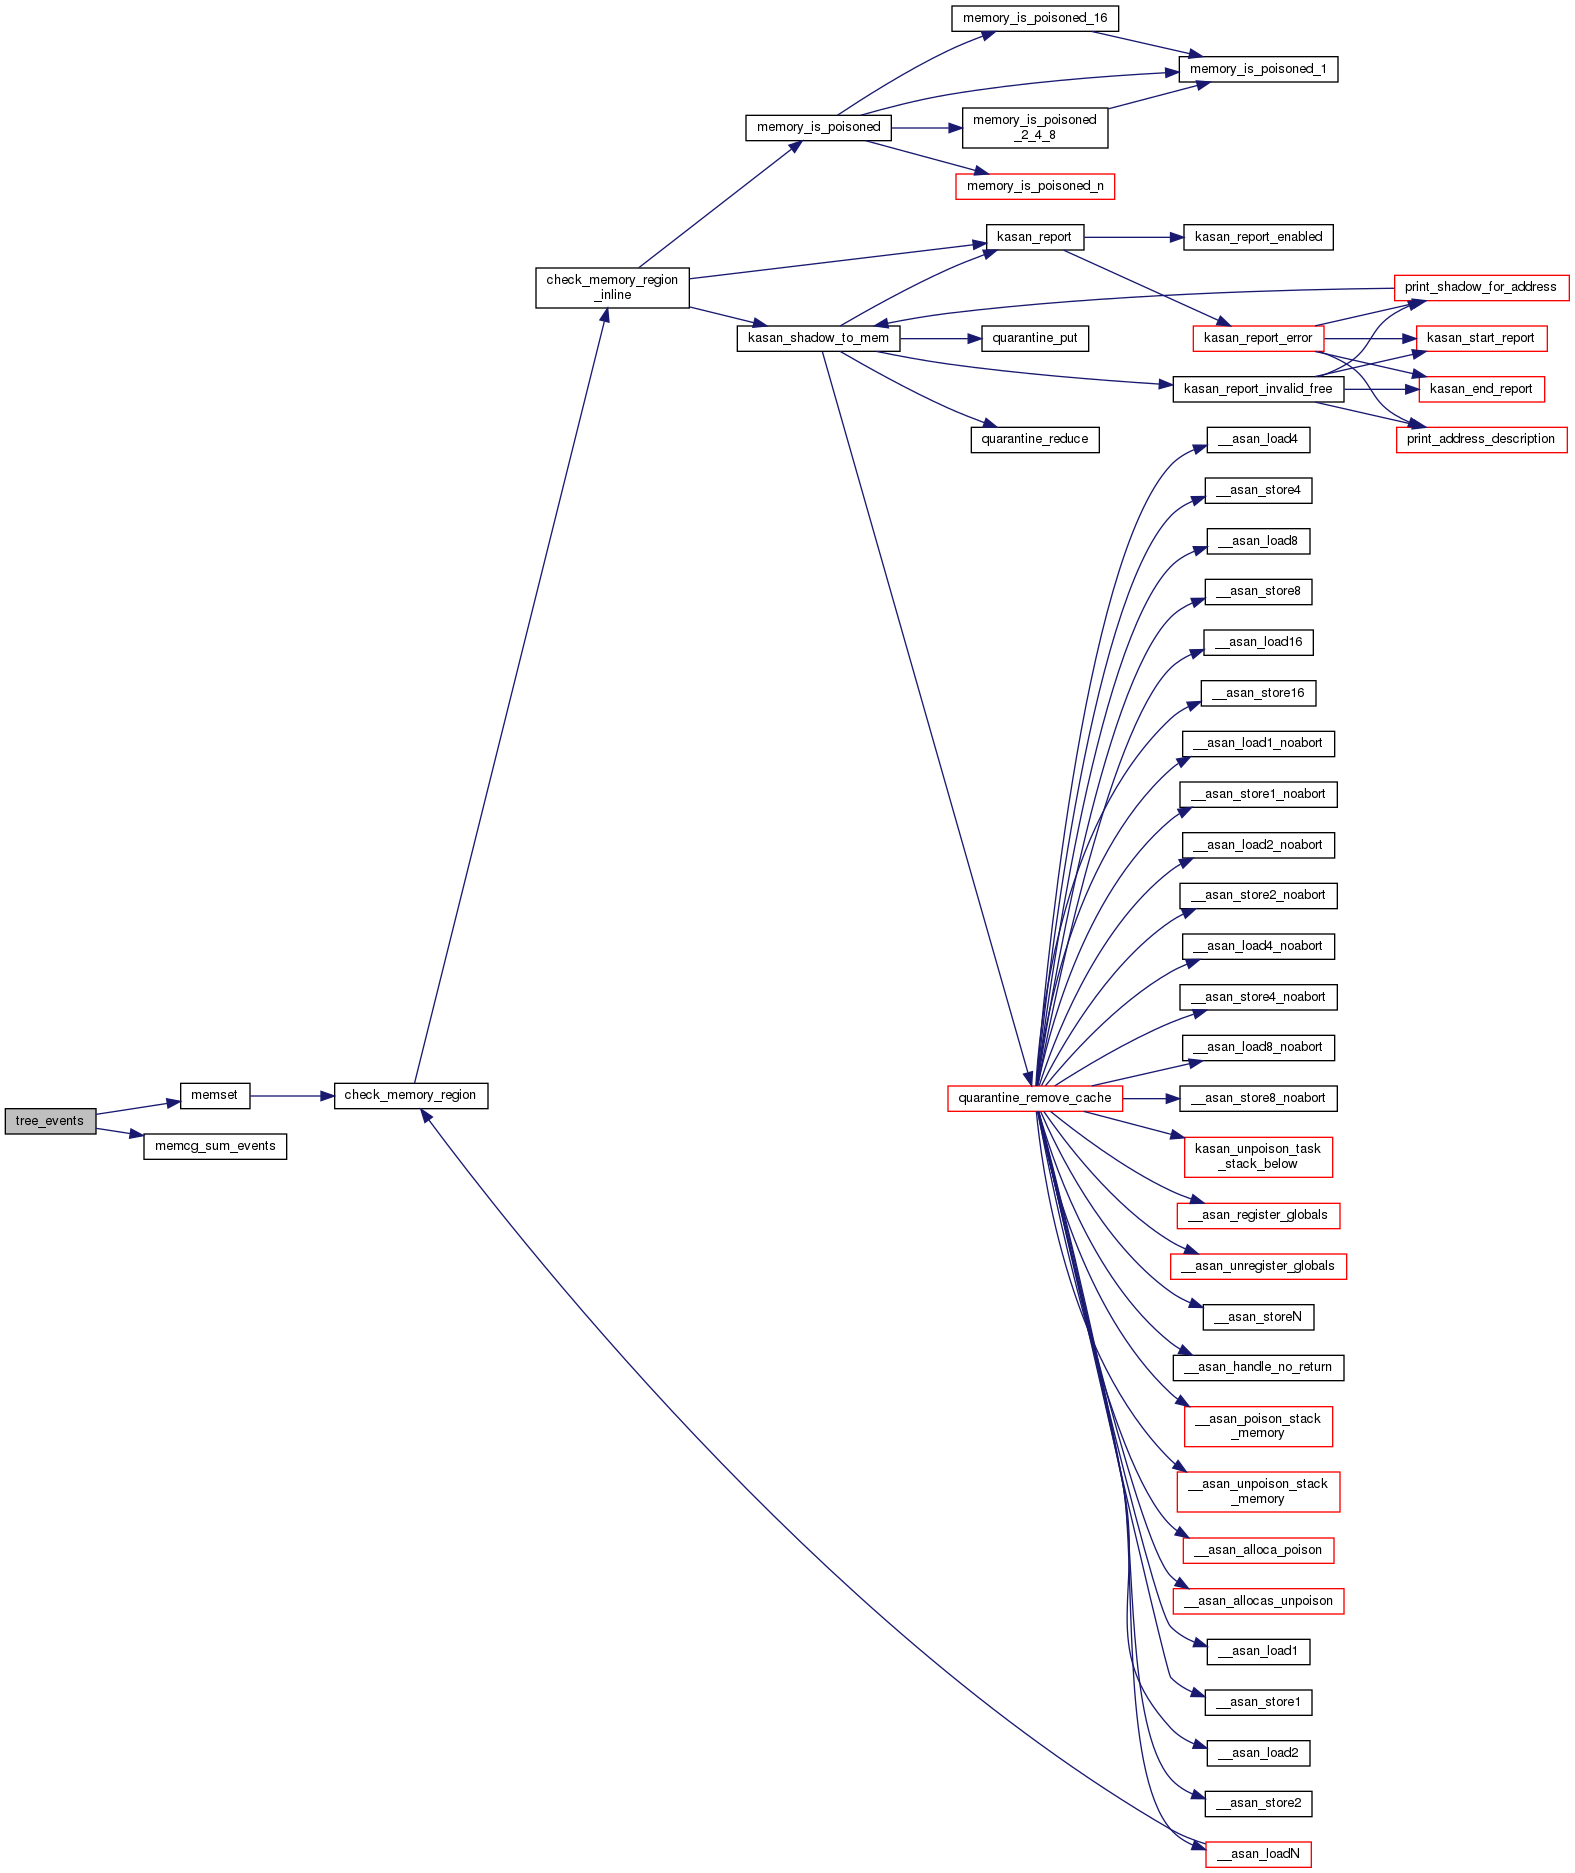 memory_is_poisoned_16
memory_is_poisoned_1
memory_is_poisoned
memory_is_poisoned
_2_4_8
memory_is_poisoned_n
kasan_report
kasan_report_enabled
check_memory_region
_inline
print_shadow_for_address
kasan_shadow_to_mem
quarantine_put
kasan_report_error
kasan_start_report
kasan_report_invalid_free
kasan_end_report
quarantine_reduce
print_address_description
__asan_load4
__asan_store4
__asan_load8
__asan_store8
__asan_load16
__asan_store16
__asan_load1_noabort
__asan_store1_noabort
__asan_load2_noabort
__asan_store2_noabort
__asan_load4_noabort
__asan_store4_noabort
__asan_load8_noabort
tree_events
memset
memcg_sum_events
check_memory_region
quarantine_remove_cache
__asan_store8_noabort
kasan_unpoison_task
_stack_below
__asan_register_globals
__asan_unregister_globals
__asan_storeN
__asan_handle_no_return
__asan_poison_stack
_memory
__asan_unpoison_stack
_memory
__asan_alloca_poison
__asan_allocas_unpoison
__asan_load1
__asan_store1
__asan_load2
__asan_store2
__asan_loadN